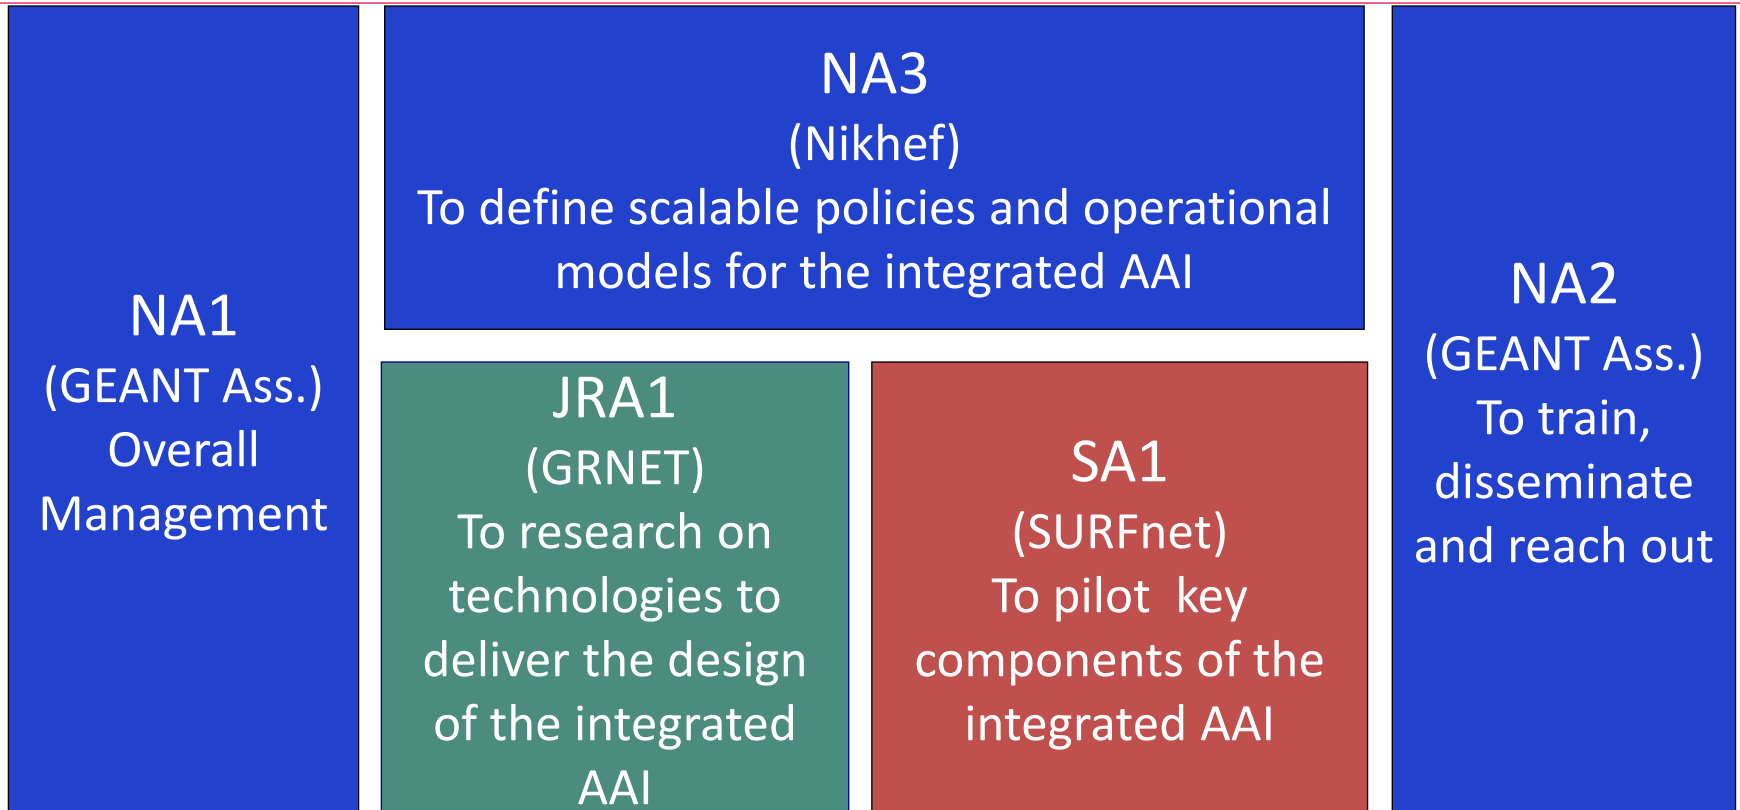 NA1
(GEANT Ass.)
Overall
Management
NA3
(Nikhef)
To define scalable policies and operational
models for the integrated AAI
JRA1
(GRNET)
To research on
technologies to
deliver the design
of the integrated
AAI
SA1
(SURFnet)
To pilot  key
components of the
integrated AAI
NA2
(GEANT Ass.)
To train,
disseminate
and reach out